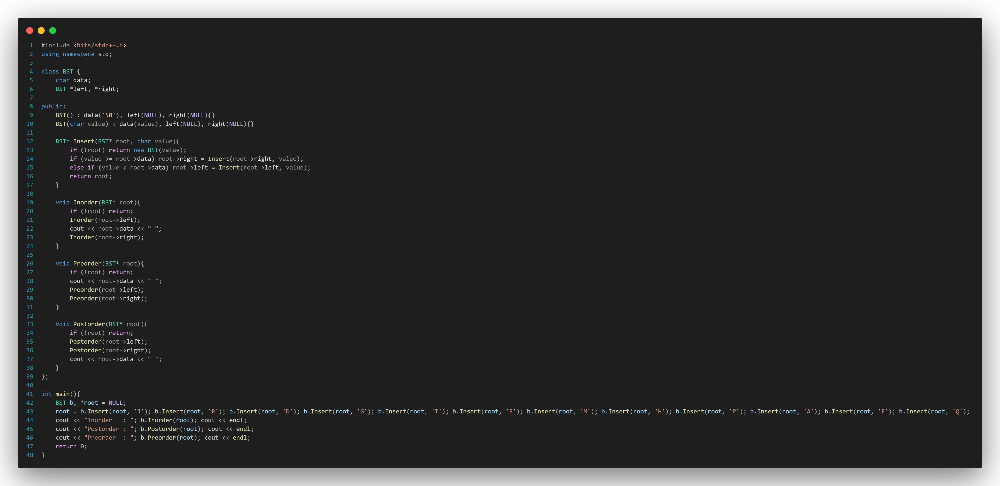 1 #include <bits/stdc++.h>
2 using namespace std;
3
4 class BST {
5     char data;
6     BST *left, *right;
7
8 public:
9     BST() : data('\0'), left(NULL), right(NULL){}
10     BST(char value) : data(value), left(NULL), right(NULL){}
11
12     BST* Insert(BST* root, char value){
13         if (!root) return new BST(value);
14         if (value >= root->data) root->right = Insert(root->right, value);
15         else if (value < root->data) root->left = Insert(root->left, value);
16         return root;
17     }
18
19     void Inorder(BST* root){
20         if (!root) return;
21         Inorder(root->left);
22         cout << root->data << " ";
23         Inorder(root->right);
24     }
25
26     void Preorder(BST* root){
27         if (!root) return;
28         cout << root->data << " ";
29         Preorder(root->left);
30         Preorder(root->right);
31     }
32
33     void Postorder(BST* root){
34         if (!root) return;
35         Postorder(root->left);
36         Postorder(root->right);
37         cout << root->data << " ";
38     }
39 };
40
41 int main(){
42     BST b, *root = NULL;
43     root = b.Insert(root, 'J'); b.Insert(root, 'R'); b.Insert(root, 'D'); b.Insert(root, 'G'); b.Insert(root, 'T'); b.Insert(root, 'E'); b.Insert(root, 'M'); b.Insert(root, 'H'); b.Insert(root, 'P'); b.Insert(root, 'A'); b.Insert(root, 'F'); b.Insert(root, 'Q');
44     cout << "Inorder   : "; b.Inorder(root); cout << endl;
45     cout << "Postorder : "; b.Postorder(root); cout << endl;
46     cout << "Preorder  : "; b.Preorder(root); cout << endl;
47     return 0;
48 }